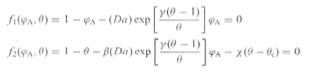 f₁(φ_A, θ) = 1 − φ_A − (Da) exp [γ(θ − 1) / θ] φ_A = 0
f₂(φ_A, θ) = 1 − θ − β(Da) exp [γ(θ − 1) / θ] φ_A − χ(θ − θ_c) = 0